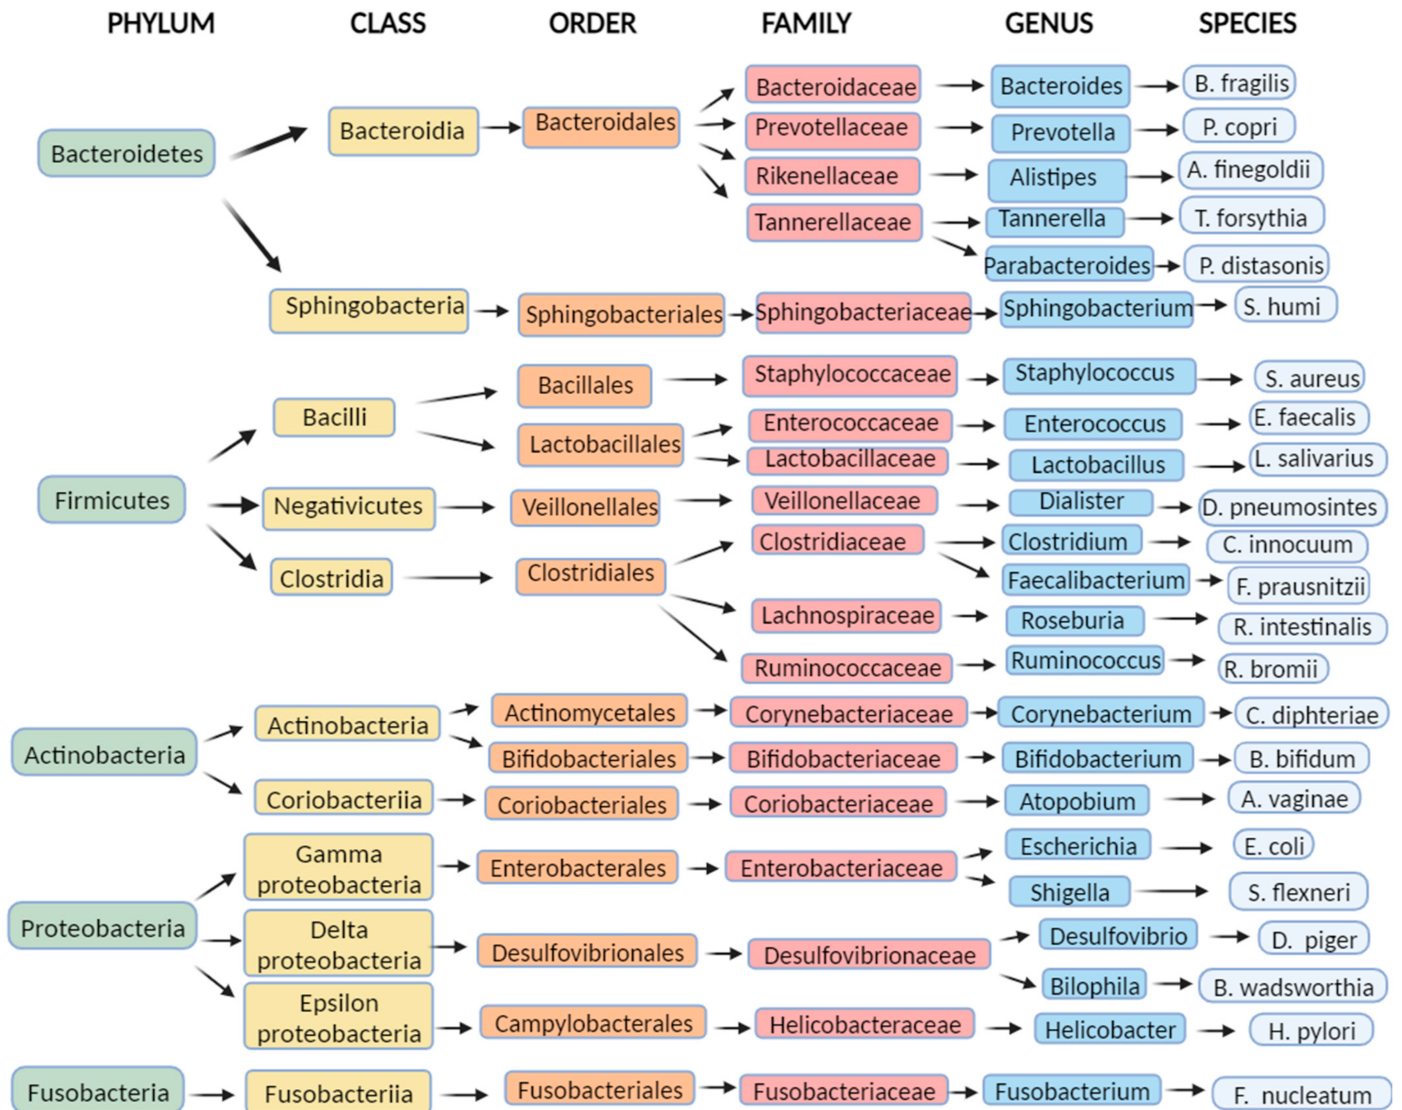 PHYLUM CLASS ORDER FAMILY GENUS SPECIES
Bacteroidaceae Bacteroides B. fragilis
Bacteroidetes Bacteroidia Bacteroidales Prevotellaceae Prevotella P. copri
Rikenellaceae Alistipes A. finegoldii
Tannerellaceae Tannerella T. forsythia
Parabacteroides P. distasonis
Sphingobacteria Sphingobacteriales Sphingobacteriaceae Sphingobacterium S. humi
Bacillales Staphylococcaceae Staphylococcus S. aureus
Bacilli Enterococcaceae Enterococcus E. faecalis
Lactobacillales Lactobacillaceae Lactobacillus L. salivarius
Firmicutes Negativicutes Veillonellales Veillonellaceae Dialister D. pneumosintes
Clostridiaceae Clostridium C. innocuum
Clostridia Clostridiales Faecalibacterium F. prausnitzii
Lachnospiraceae Roseburia R. intestinalis
Ruminococcaceae Ruminococcus R. bromii
Actinobacteria Actinomycetales Corynebacteriaceae Corynebacterium C. diphteriae
Actinobacteria Bifidobacteriales Bifidobacteriaceae Bifidobacterium B. bifidum
Coriobacteriia Coriobacteriales Coriobacteriaceae Atopobium A. vaginae
Gamma
proteobacteria Enterobacterales Enterobacteriaceae Escherichia E. coli
Shigella S. flexneri
Proteobacteria Delta
proteobacteria Desulfovibrionales Desulfovibrionaceae Desulfovibrio D. piger
Bilophila B. wadsworthia
Epsilon
proteobacteria Campylobacterales Helicobacteraceae Helicobacter H. pylori
Fusobacteria Fusobacteriia Fusobacteriales Fusobacteriaceae Fusobacterium F. nucleatum